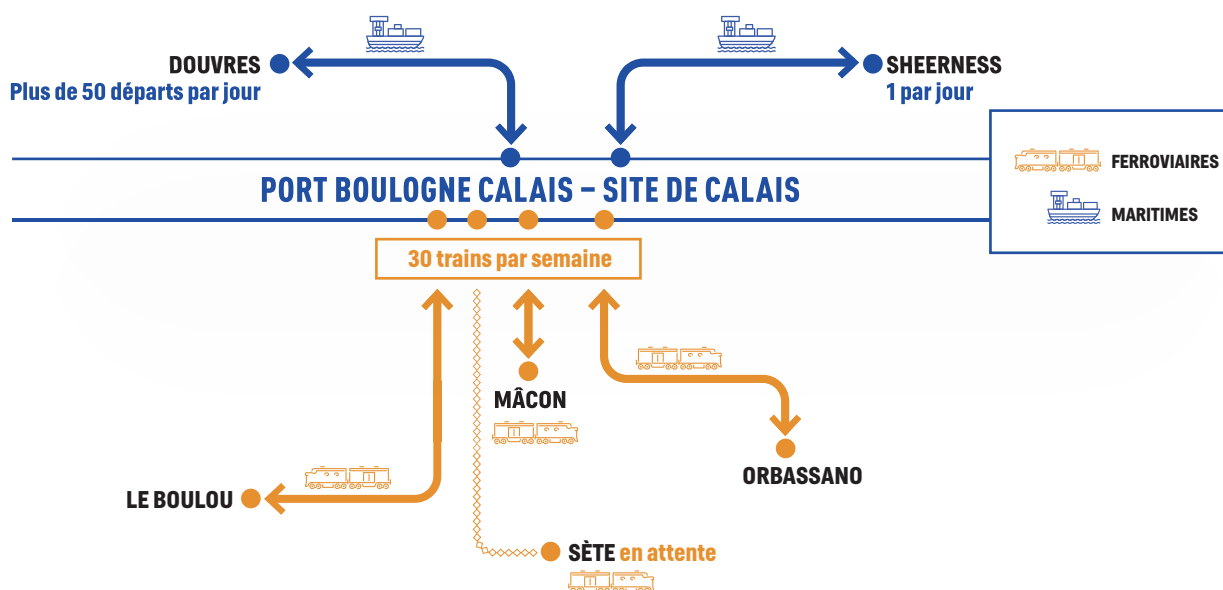 DOUVRES
Plus de 50 départs par jour
SHEERNESS
1 par jour
FERROVIAIRES
MARITIMES
PORT BOULOGNE CALAIS – SITE DE CALAIS
30 trains par semaine
MÂCON
ORBASSANO
LE BOULOU
SÈTE en attente